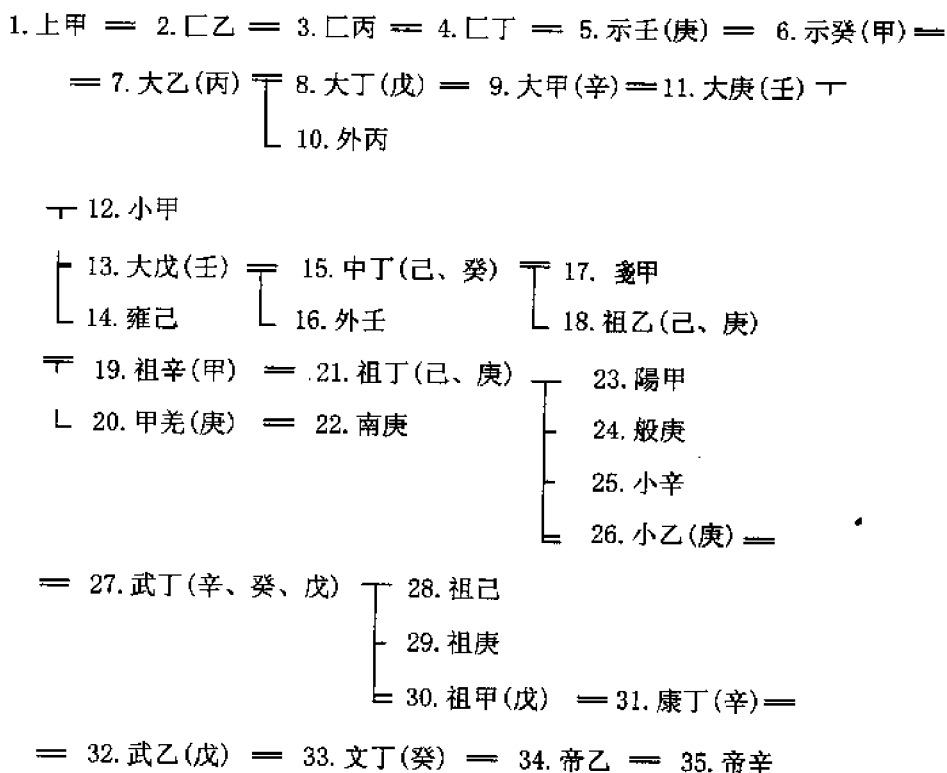 1.上甲 ═ 2.匚乙 ═ 3.匚丙 ═ 4.匚丁 ═ 5.示壬(庚) ═ 6.示癸(甲)═
═ 7.大乙(丙) 8.大丁(戊) ═ 9.大甲(辛)═11.大庚(壬)
10.外丙
12.小甲
13.大戊(壬) 15.中丁(己、癸) 17.戔甲
14.雍己 16.外壬 18.祖乙(己、庚)
19.祖辛(甲) ═ 21.祖丁(己、庚) 23.陽甲
20.甲羌(庚) ═ 22.南庚 24.般庚
25.小辛
26.小乙(庚)═
═ 27.武丁(辛、癸、戊) 28.祖己
29.祖庚
30.祖甲(戊) ═31.康丁(辛)═
═ 32.武乙(戊) ═ 33.文丁(癸) ═ 34.帝乙 ═ 35.帝辛